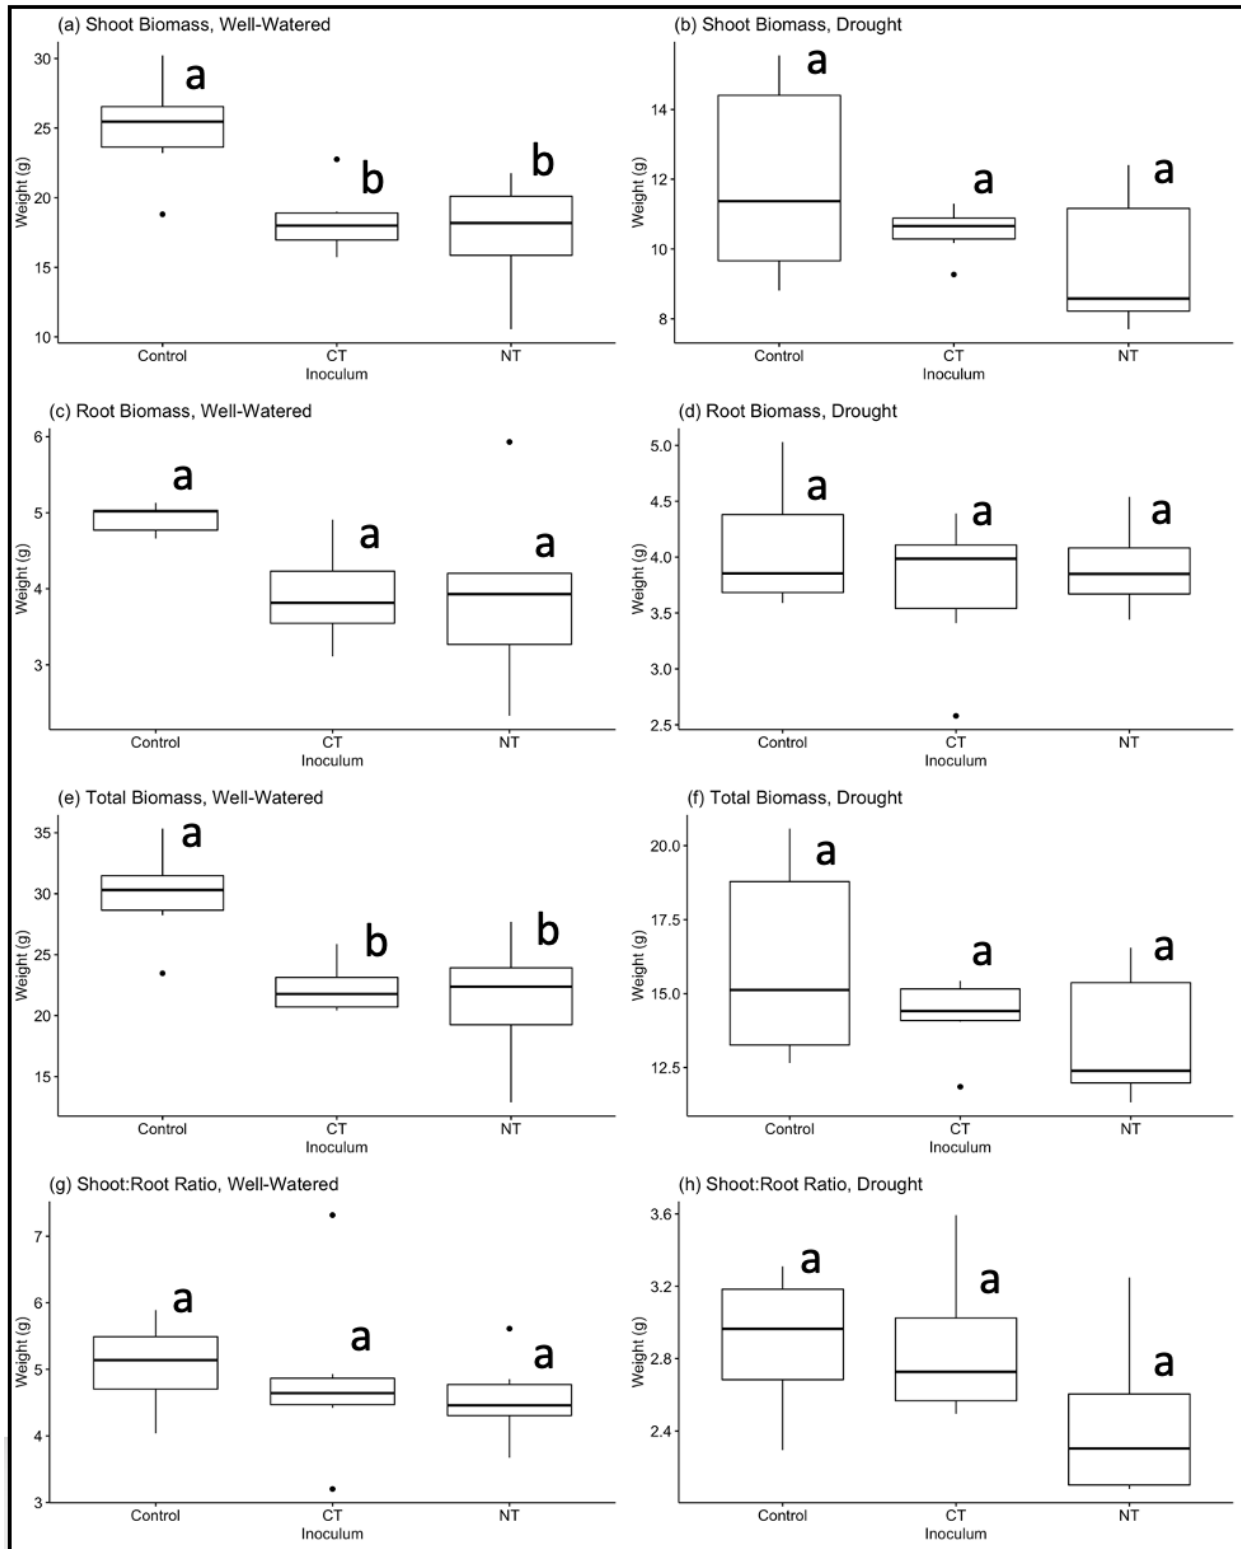 (a) Shoot Biomass, Well-Watered
30
25
20
15
10
Weight (g)
a
b
b
Control
CT
NT
Inoculum
(b) Shoot Biomass, Drought
14
12
10
8
Weight (g)
a
a
a
Control
CT
NT
Inoculum
(c) Root Biomass, Well-Watered
6
5
4
3
Weight (g)
a
a
a
Control
CT
NT
Inoculum
(d) Root Biomass, Drought
5.0
4.5
4.0
3.5
3.0
2.5
Weight (g)
a
a
a
Control
CT
NT
Inoculum
(e) Total Biomass, Well-Watered
35
30
25
20
15
Weight (g)
a
b
b
Control
CT
NT
Inoculum
(f) Total Biomass, Drought
20.0
17.5
15.0
12.5
Weight (g)
a
a
a
Control
CT
NT
Inoculum
(g) Shoot:Root Ratio, Well-Watered
7
6
5
4
3
Weight (g)
a
a
a
Control
CT
NT
Inoculum
(h) Shoot:Root Ratio, Drought
3.6
3.2
2.8
2.4
Weight (g)
a
a
a
Control
CT
NT
Inoculum